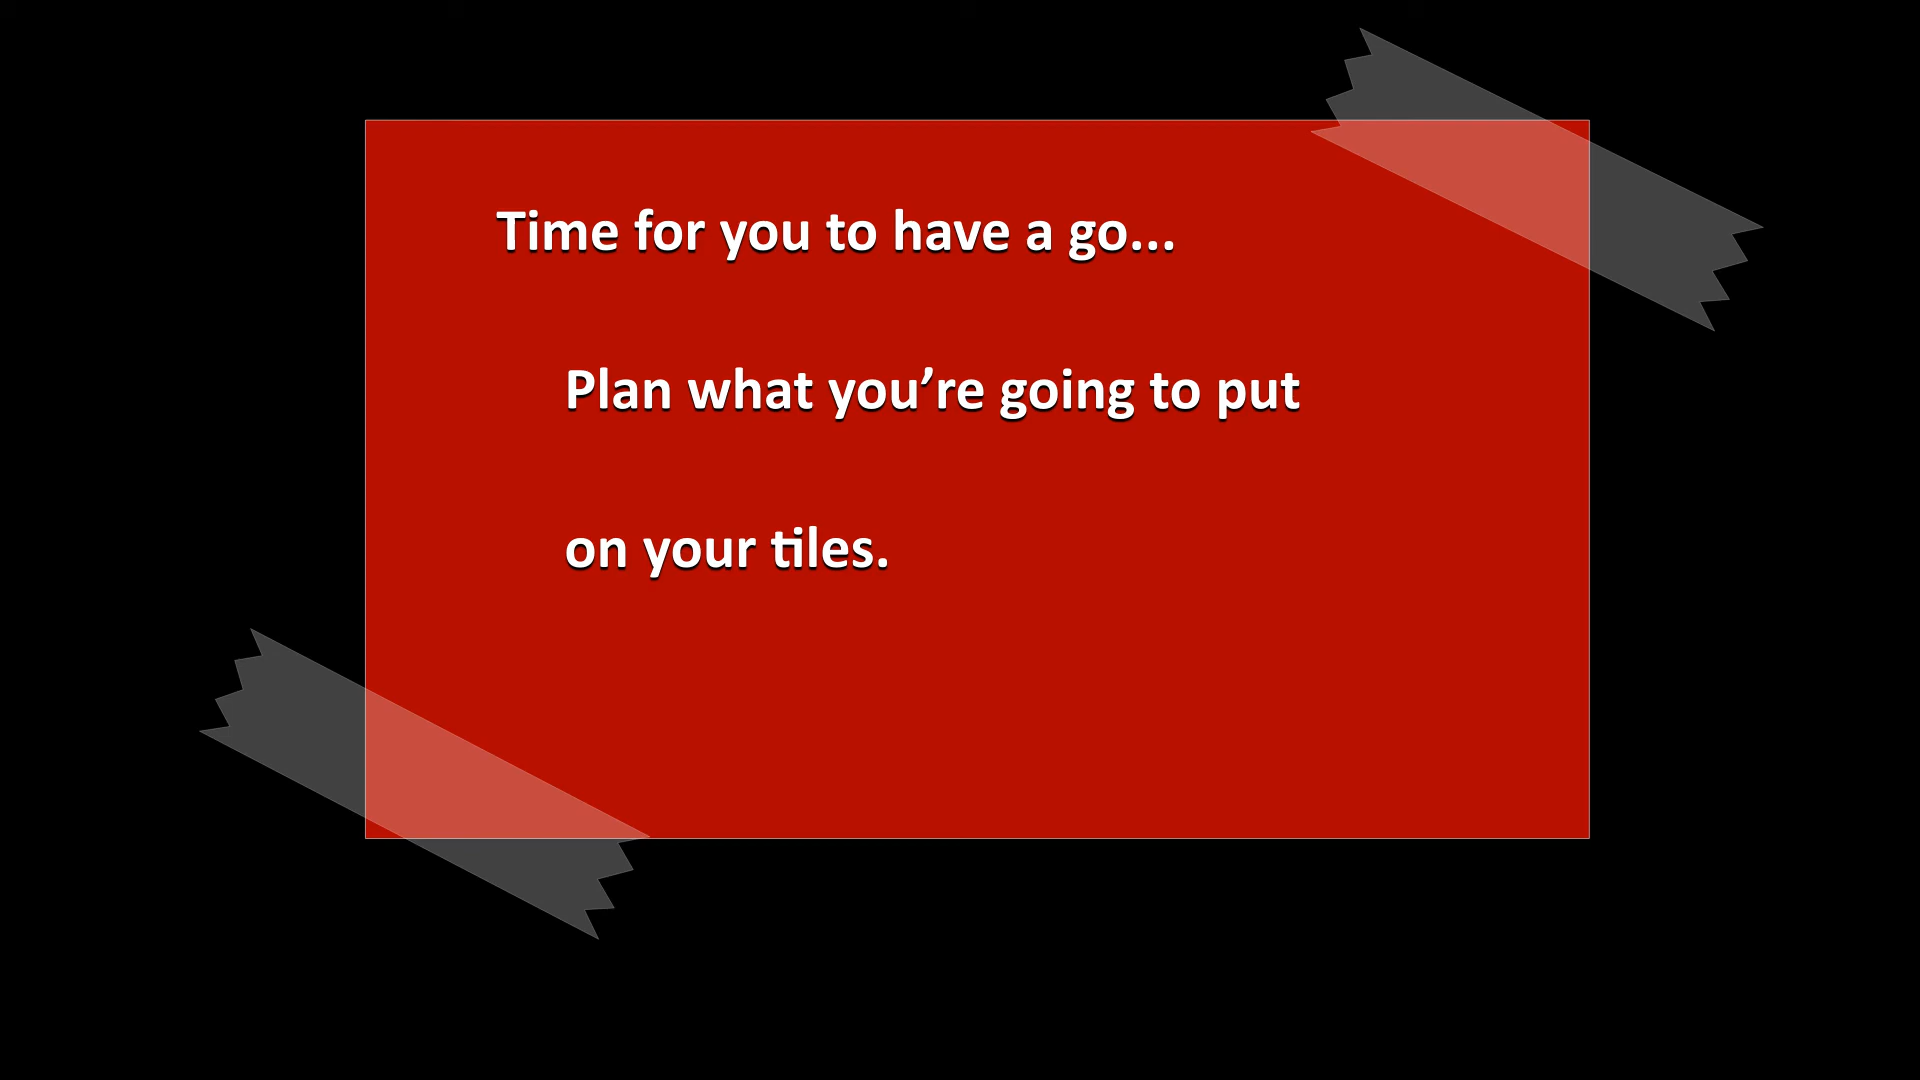 Time for you to have a go...
Plan what you’re going to put
on your tiles.